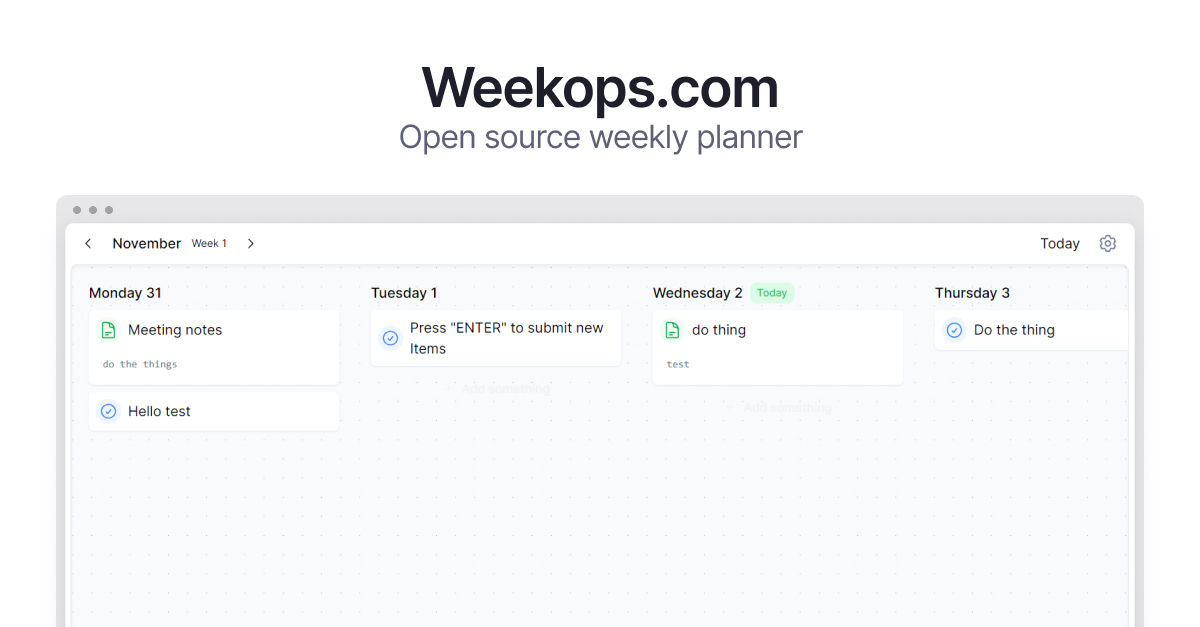 Weekops.com
Open source weekly planner
November Week 1 Today
Monday 31
Meeting notes
do the things
Hello test
Tuesday 1
Press "ENTER" to submit new
Items
Add something
Wednesday 2 Today
do thing
test
Add something
Thursday 3
Do the thing